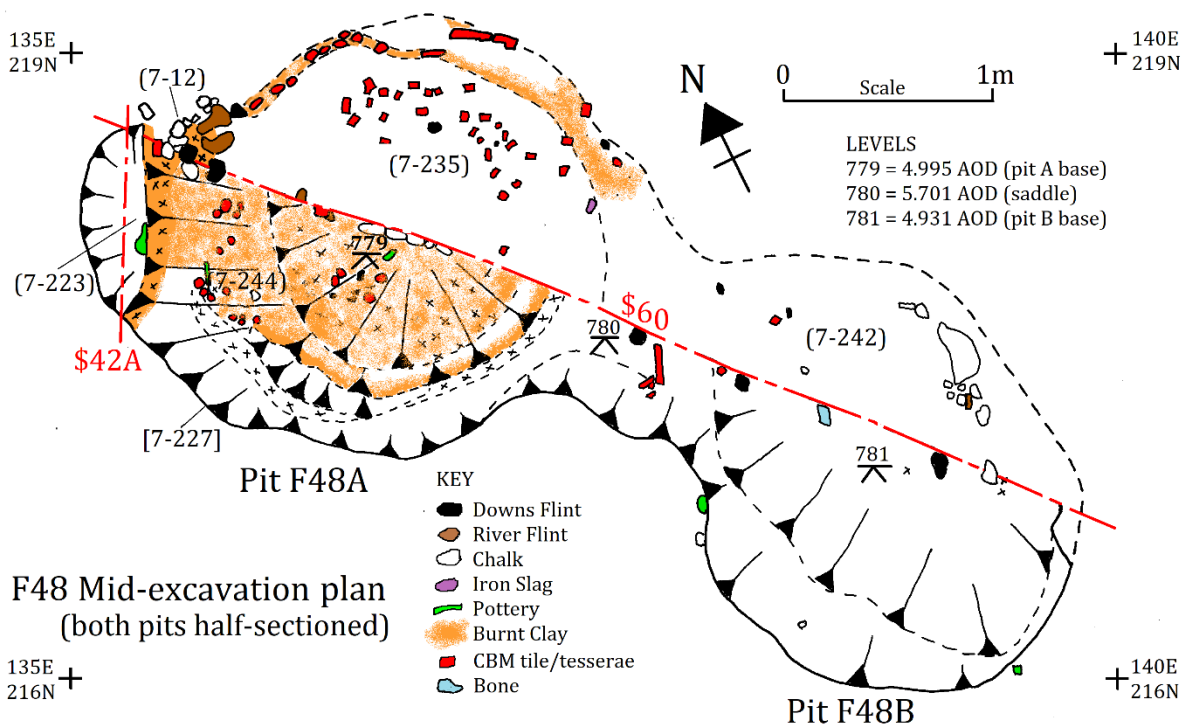 135E
219N
(7-12)
N
0
1m
Scale
140E
219N
LEVELS
779 = 4.995 AOD (pit A base)
780 = 5.701 AOD (saddle)
781 = 4.931 AOD (pit B base)
(7-235)
779
(7-223)
(7-244)
$60
780
(7-242)
$42A
[7-227]
781
Pit F48A
KEY
Downs Flint
River Flint
Chalk
Iron Slag
Pottery
Burnt Clay
CBM tile/tesserae
Bone
F48 Mid-excavation plan
(both pits half-sectioned)
135E
216N
140E
216N
Pit F48B